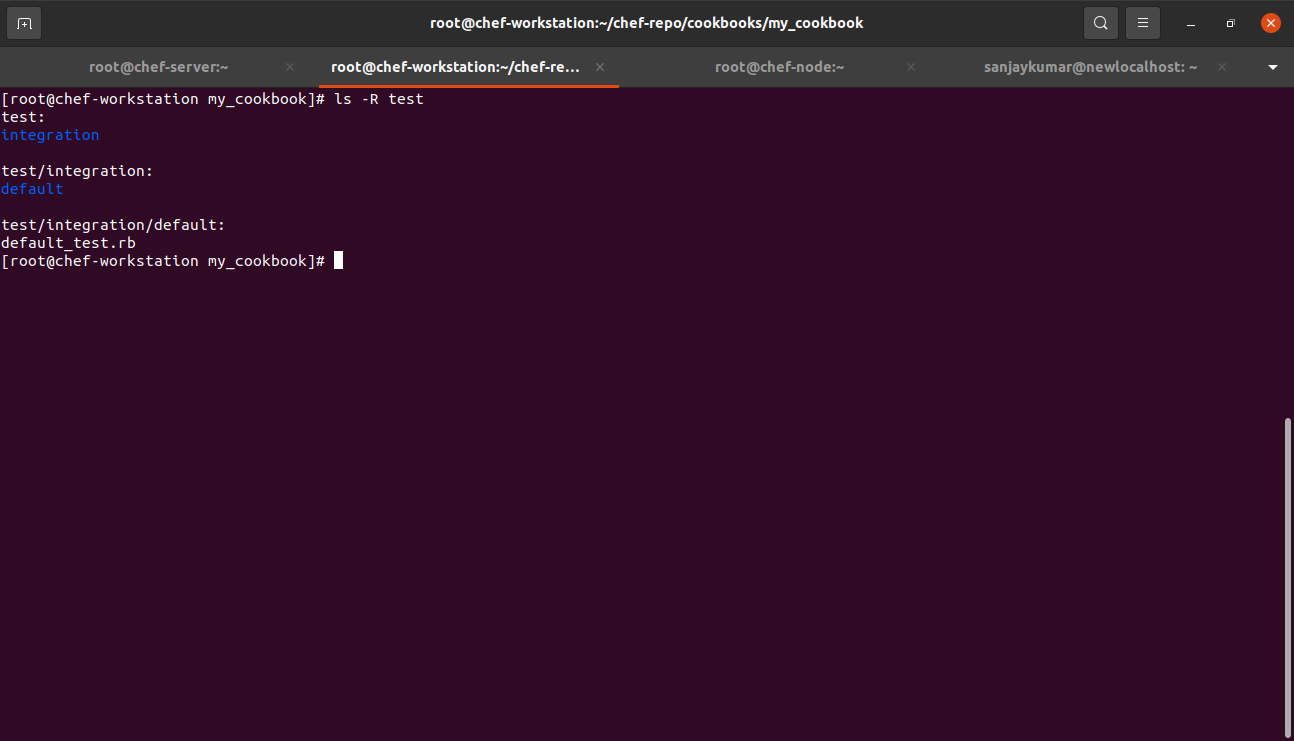 root@chef-workstation:~/chef-repo/cookbooks/my_cookbook
root@chef-server:~
root@chef-workstation:~/chef-re...
root@chef-node:~
sanjaykumar@newlocalhost: ~
[root@chef-workstation my_cookbook]# ls -R test
test:
integration
test/integration:
default
test/integration/default:
default_test.rb
[root@chef-workstation my_cookbook]#